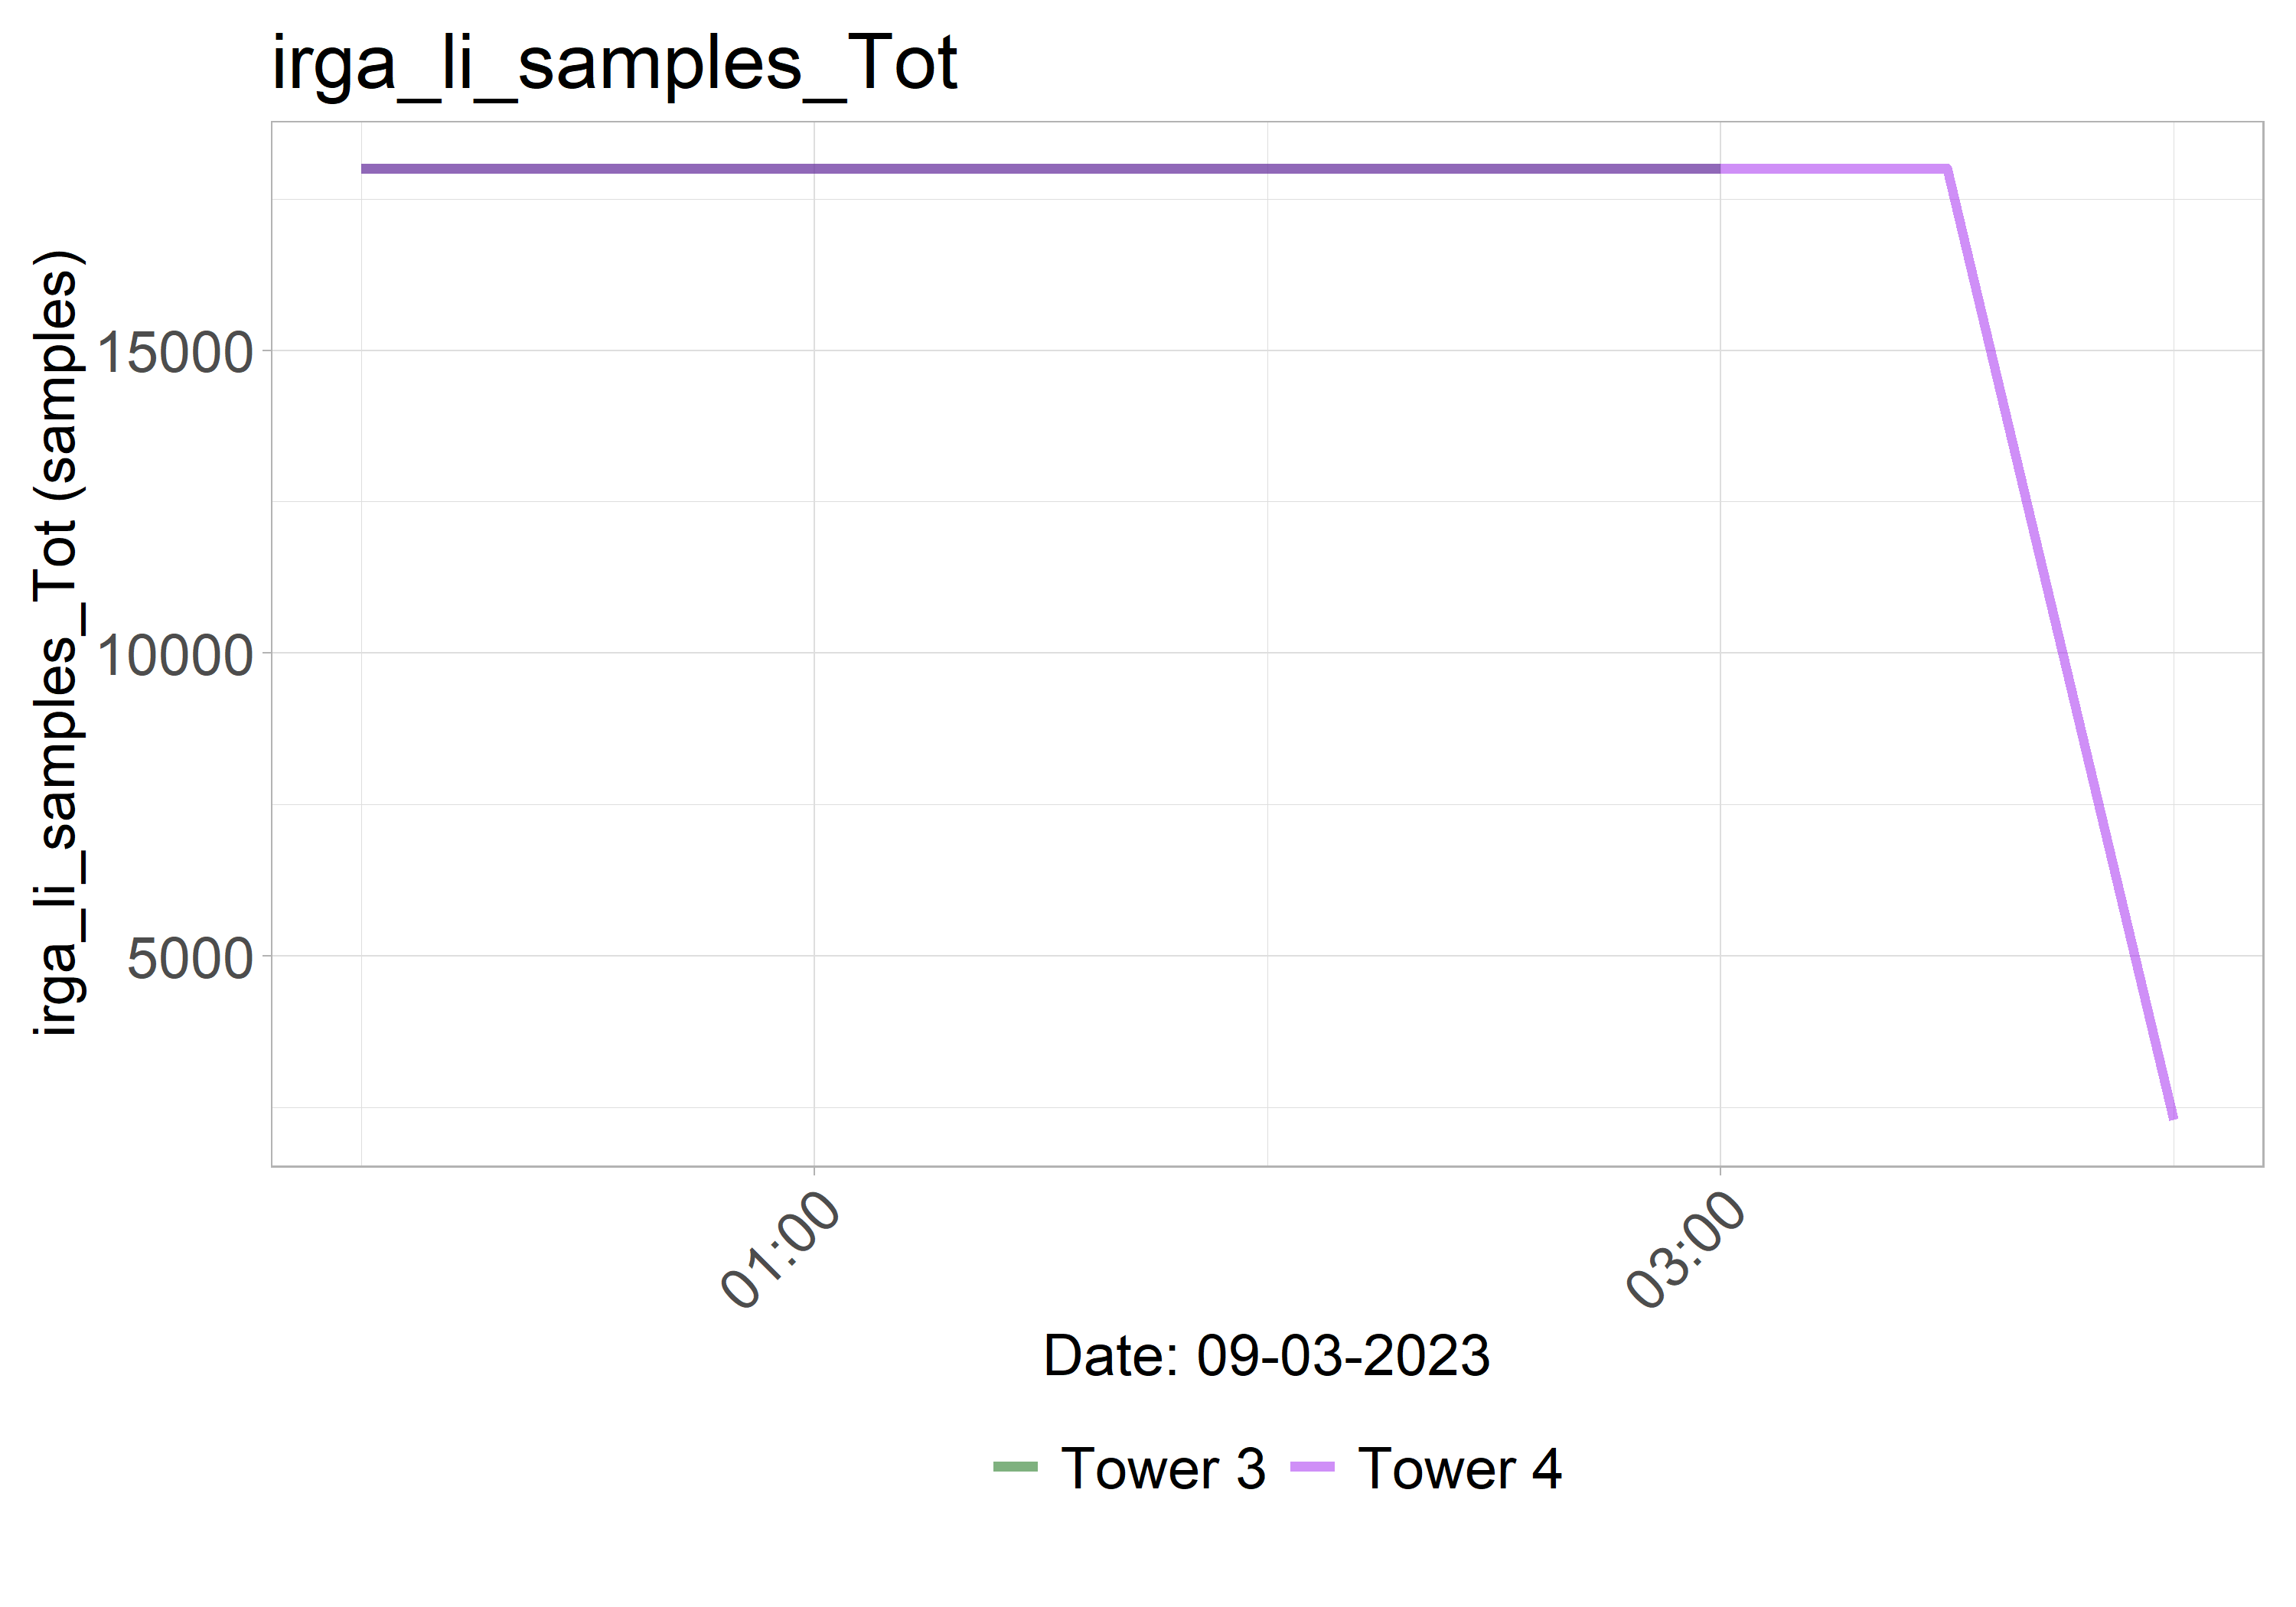 irga_li_samples_Tot
irga_li_samples_Tot (samples)
15000
10000
5000
01:00
03:00
Date: 09-03-2023
Tower 3
Tower 4